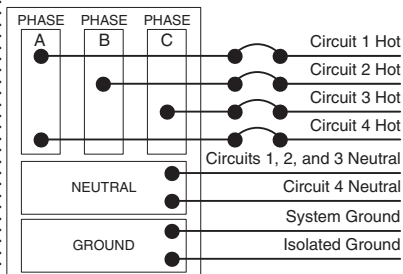 PHASE PHASE PHASE
A B C
Circuit 1 Hot
Circuit 2 Hot
Circuit 3 Hot
Circuit 4 Hot
Circuits 1, 2, and 3 Neutral
NEUTRAL
Circuit 4 Neutral
System Ground
GROUND
Isolated Ground